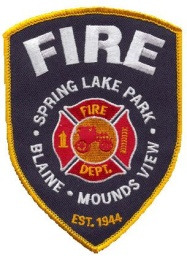 FIRE
• SPRING LAKE PARK •
BLAINE • MOUNDS VIEW
FIRE
DEPT.
EST. 1944